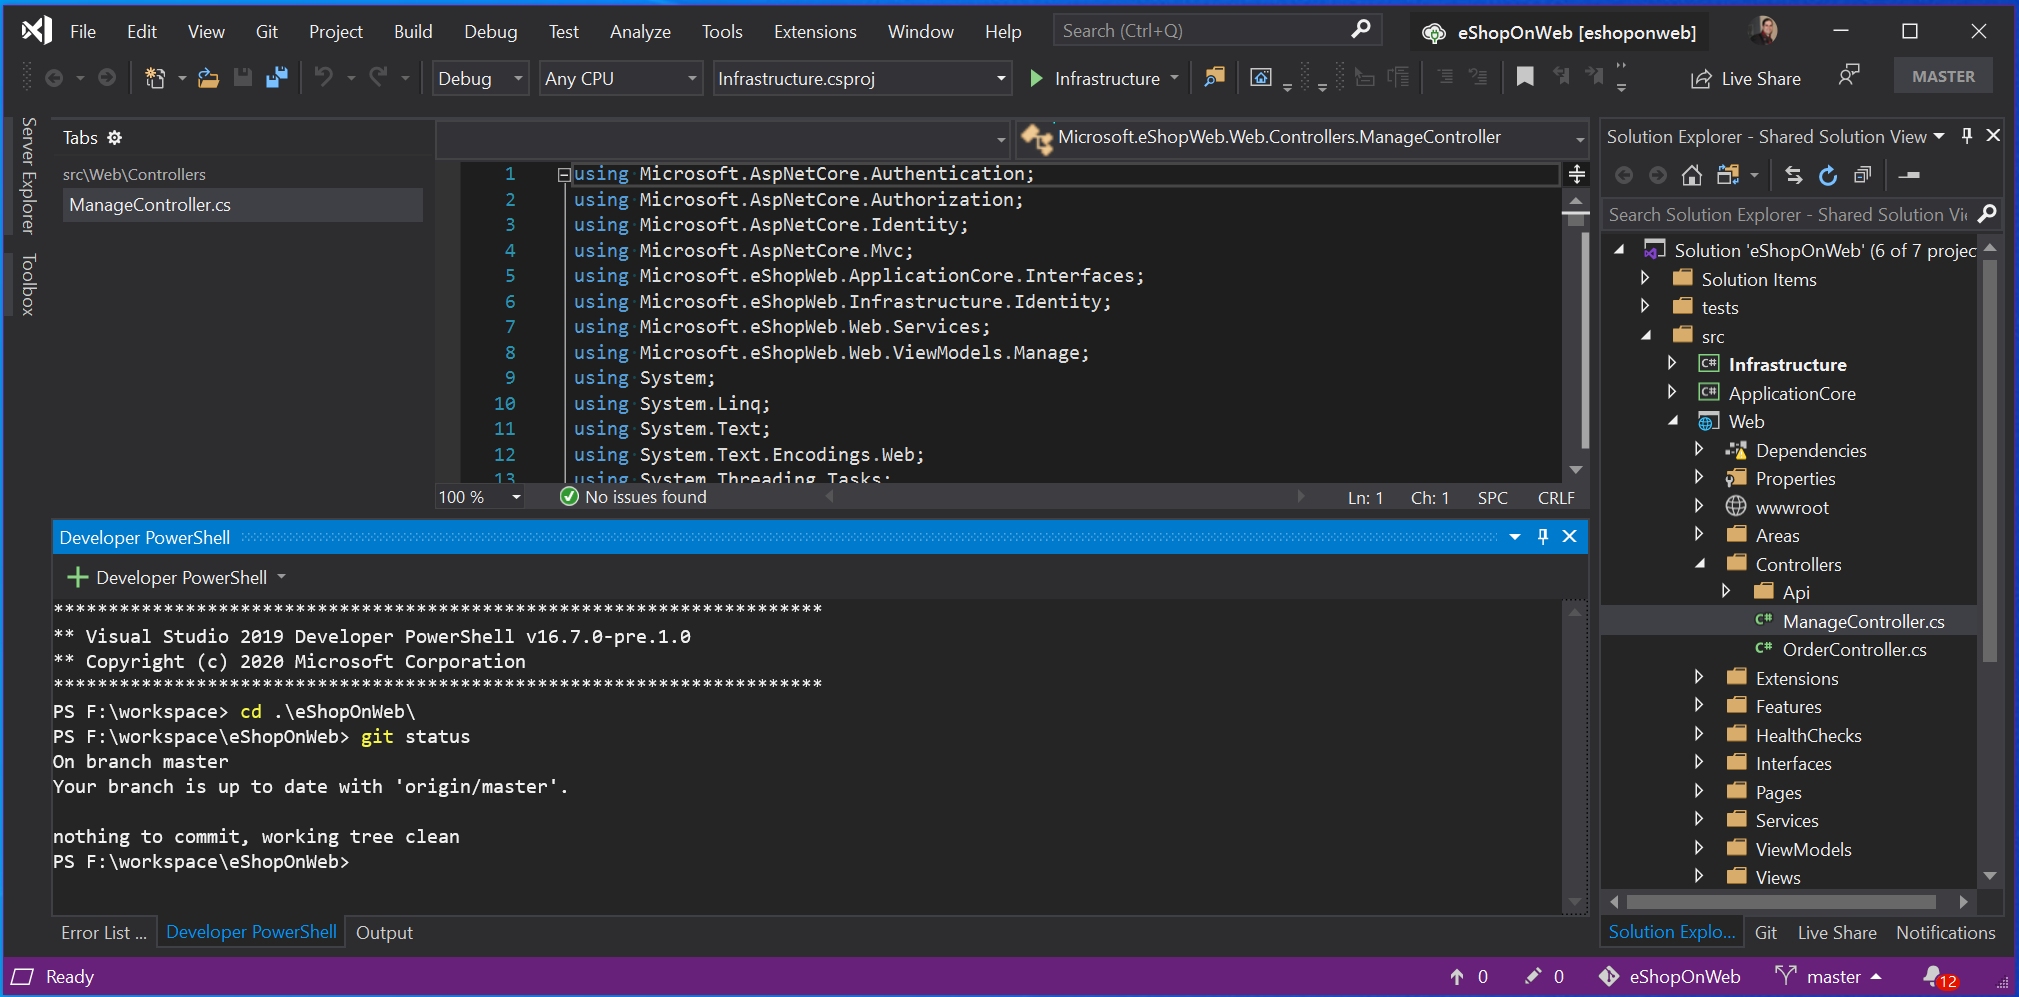 File Edit View Git Project Build Debug Test Analyze Tools Extensions Window Help Search (Ctrl+Q) eShopOnWeb [eshoponweb]
Debug Any CPU Infrastructure.csproj Infrastructure Live Share MASTER
Server Explorer
Toolbox
Tabs
src\Web\Controllers
ManageController.cs
Microsoft.eShopWeb.Web.Controllers.ManageController
1 using Microsoft.AspNetCore.Authentication;
2 using Microsoft.AspNetCore.Authorization;
3 using Microsoft.AspNetCore.Identity;
4 using Microsoft.AspNetCore.Mvc;
5 using Microsoft.eShopWeb.ApplicationCore.Interfaces;
6 using Microsoft.eShopWeb.Infrastructure.Identity;
7 using Microsoft.eShopWeb.Web.Services;
8 using Microsoft.eShopWeb.Web.ViewModels.Manage;
9 using System;
10 using System.Linq;
11 using System.Text;
12 using System.Text.Encodings.Web;
13 using System.Threading.Tasks;
100 % No issues found Ln: 1 Ch: 1 SPC CRLF
Developer PowerShell
Developer PowerShell
**********************************************************************
** Visual Studio 2019 Developer PowerShell v16.7.0-pre.1.0
** Copyright (c) 2020 Microsoft Corporation
**********************************************************************
PS F:\workspace> cd .\eShopOnWeb\
PS F:\workspace\eShopOnWeb> git status
On branch master
Your branch is up to date with 'origin/master'.
nothing to commit, working tree clean
PS F:\workspace\eShopOnWeb>
Error List ... Developer PowerShell Output
Solution Explorer - Shared Solution View
Search Solution Explorer - Shared Solution Vi
Solution 'eShopOnWeb' (6 of 7 projec
Solution Items
tests
src
C# Infrastructure
C# ApplicationCore
Web
Dependencies
Properties
wwwroot
Areas
Controllers
Api
C# ManageController.cs
C# OrderController.cs
Extensions
Features
HealthChecks
Interfaces
Pages
Services
ViewModels
Views
Solution Explo... Git Live Share Notifications
Ready 0 0 eShopOnWeb master 12